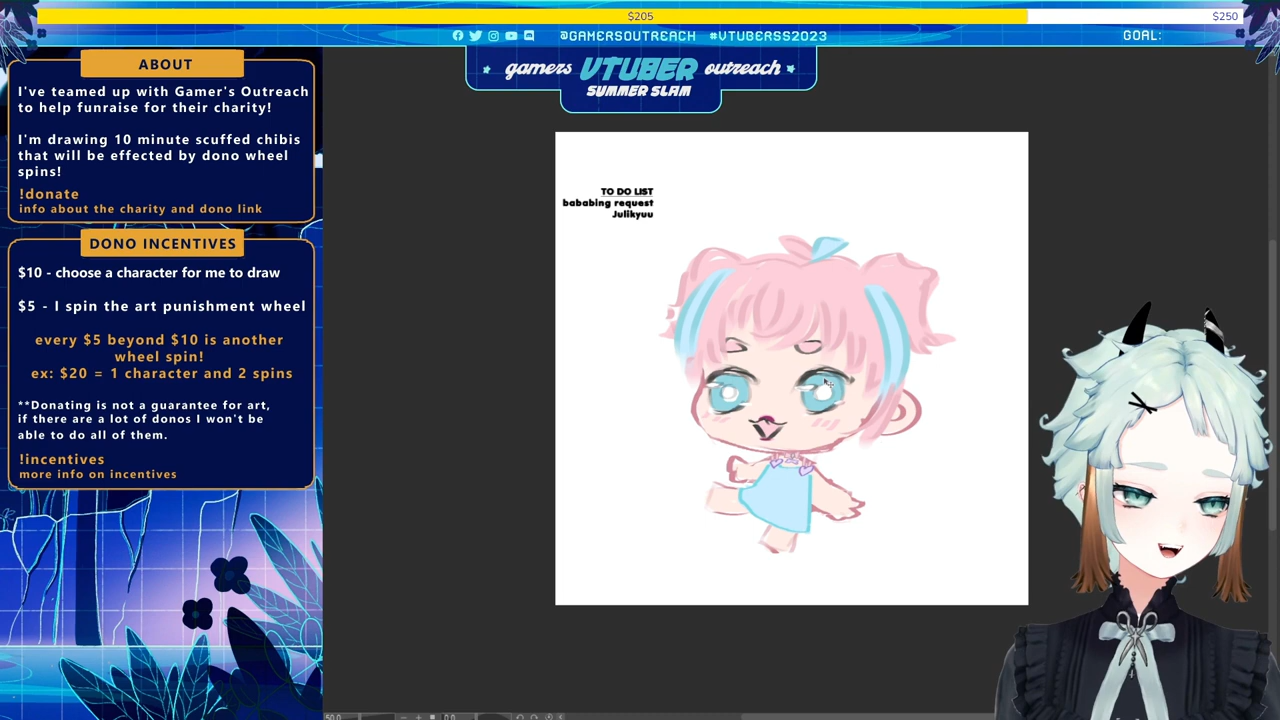 $205
$250
@GAMERSOUTREACH #VTUBERSS2023
GOAL:
gamers VTUBER outreach
SUMMER SLAM
ABOUT
I've teamed up with Gamer's Outreach
to help funraise for their charity!
I'm drawing 10 minute scuffed chibis
that will be effected by dono wheel
spins!
!donate
info about the charity and dono link
DONO INCENTIVES
$10 - choose a character for me to draw
$5 - I spin the art punishment wheel
every $5 beyond $10 is another
wheel spin!
ex: $20 = 1 character and 2 spins
**Donating is not a guarantee for art,
if there are a lot of donos I won't be
able to do all of them.
!incentives
more info on incentives
TO DO LIST
bababing request
Julikyuu
50.0
0.0